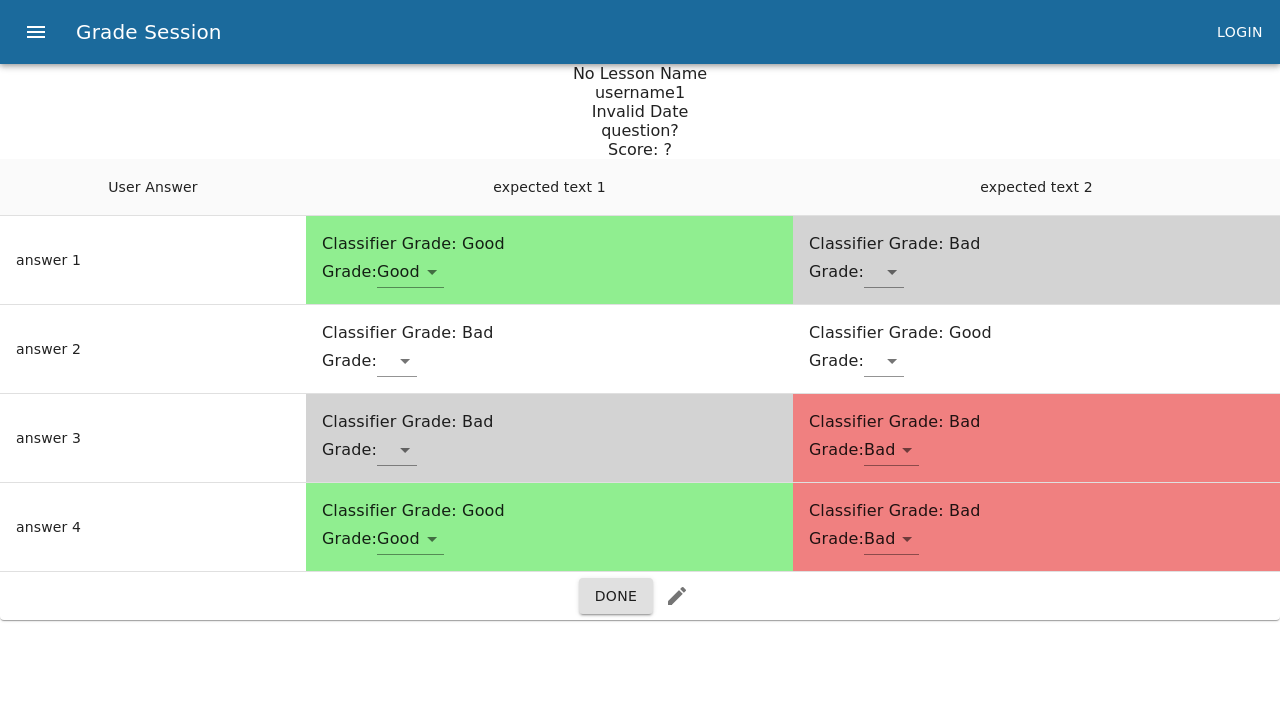 Grade Session
LOGIN
No Lesson Name
username1
Invalid Date
question?
Score: ?
User Answer
expected text 1
expected text 2
answer 1
Classifier Grade: Good
Grade:Good
Classifier Grade: Bad
Grade:
answer 2
Classifier Grade: Bad
Grade:
Classifier Grade: Good
Grade:
answer 3
Classifier Grade: Bad
Grade:
Classifier Grade: Bad
Grade:Bad
answer 4
Classifier Grade: Good
Grade:Good
Classifier Grade: Bad
Grade:Bad
DONE